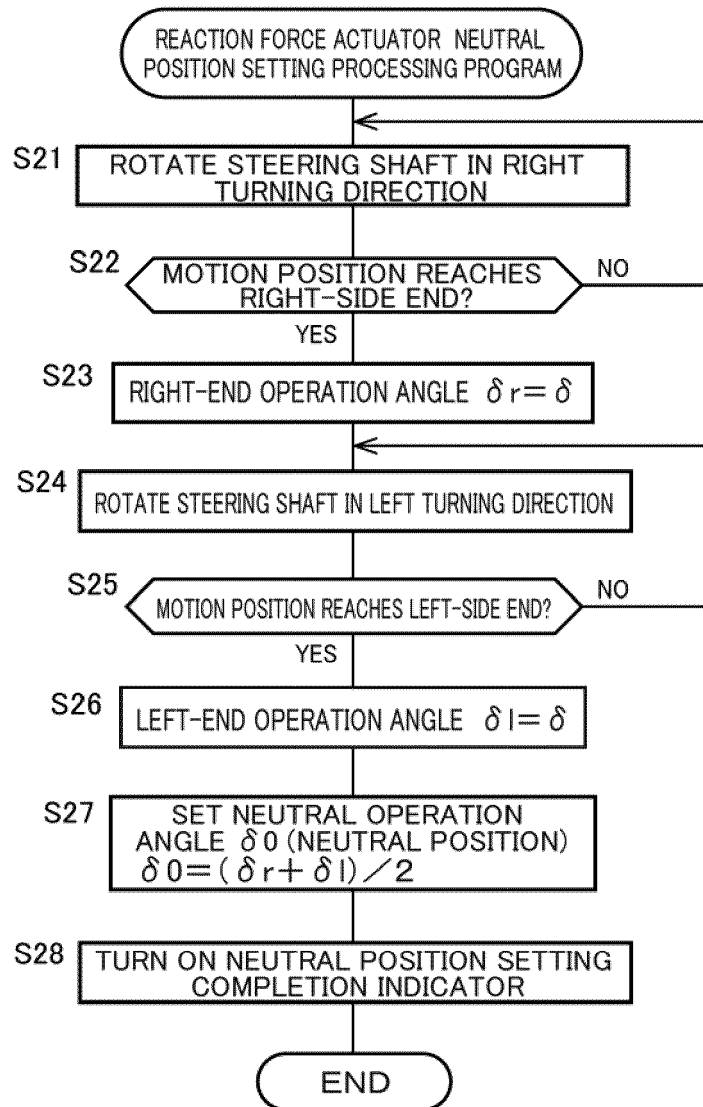 REACTION FORCE ACTUATOR NEUTRAL
POSITION SETTING PROCESSING PROGRAM
S21
ROTATE STEERING SHAFT IN RIGHT
TURNING DIRECTION
S22
MOTION POSITION REACHES
RIGHT-SIDE END?
NO
YES
S23
RIGHT-END OPERATION ANGLE δr=δ
S24
ROTATE STEERING SHAFT IN LEFT TURNING DIRECTION
S25
MOTION POSITION REACHES LEFT-SIDE END?
NO
YES
S26
LEFT-END OPERATION ANGLE δl=δ
S27
SET NEUTRAL OPERATION
ANGLE δ0 (NEUTRAL POSITION)
δ0=(δr+δl)/2
S28
TURN ON NEUTRAL POSITION SETTING
COMPLETION INDICATOR
END